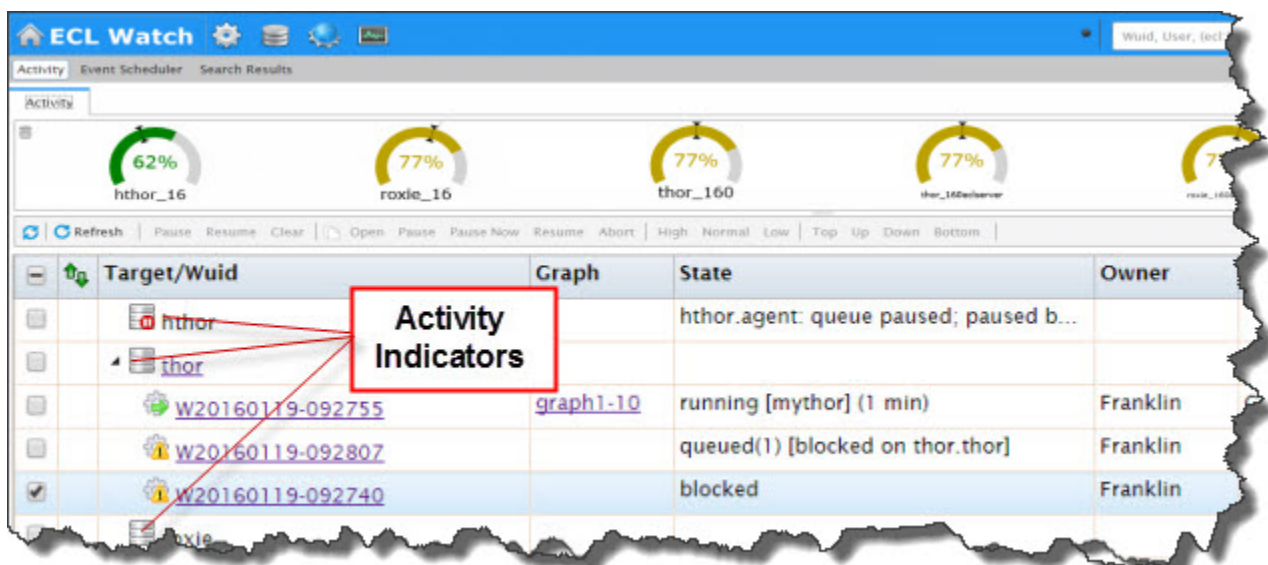 ECL Watch
Wuid, User, (ecl
Activity Event Scheduler Search Results
Activity
62% 77% 77% 77%
hthor_16 roxie_16 thor_160 thor_160eclserver
Refresh Pause Resume Clear Open Pause Pause Now Resume Abort High Normal Low Top Up Down Bottom
Target/Wuid Graph State Owner
Activity
Indicators
hthor hthor.agent: queue paused; paused b...
thor
W20160119-092755 graph1-10 running [mythor] (1 min) Franklin
W20160119-092807 queued(1) [blocked on thor.thor] Franklin
W20160119-092740 blocked Franklin
roxie